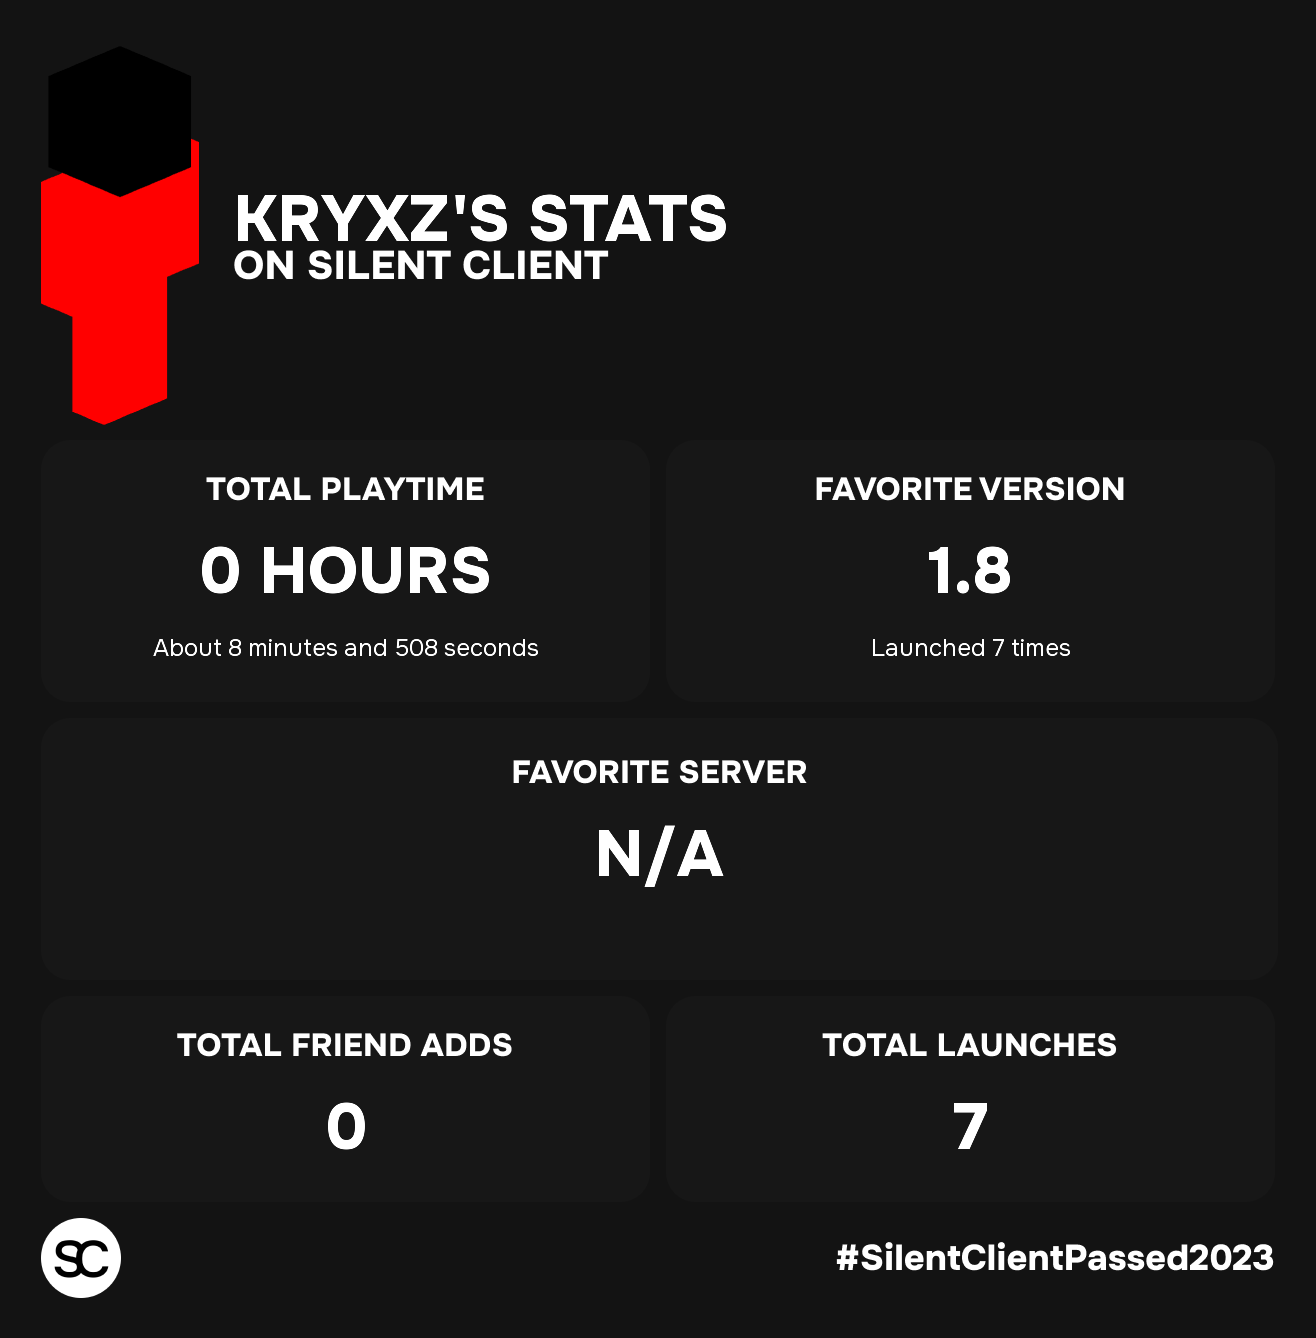 KRYXZ'S STATS
ON SILENT CLIENT
TOTAL PLAYTIME
0 HOURS
About 8 minutes and 508 seconds
FAVORITE VERSION
1.8
Launched 7 times
FAVORITE SERVER
N/A
TOTAL FRIEND ADDS
0
TOTAL LAUNCHES
7
SC
#SilentClientPassed2023